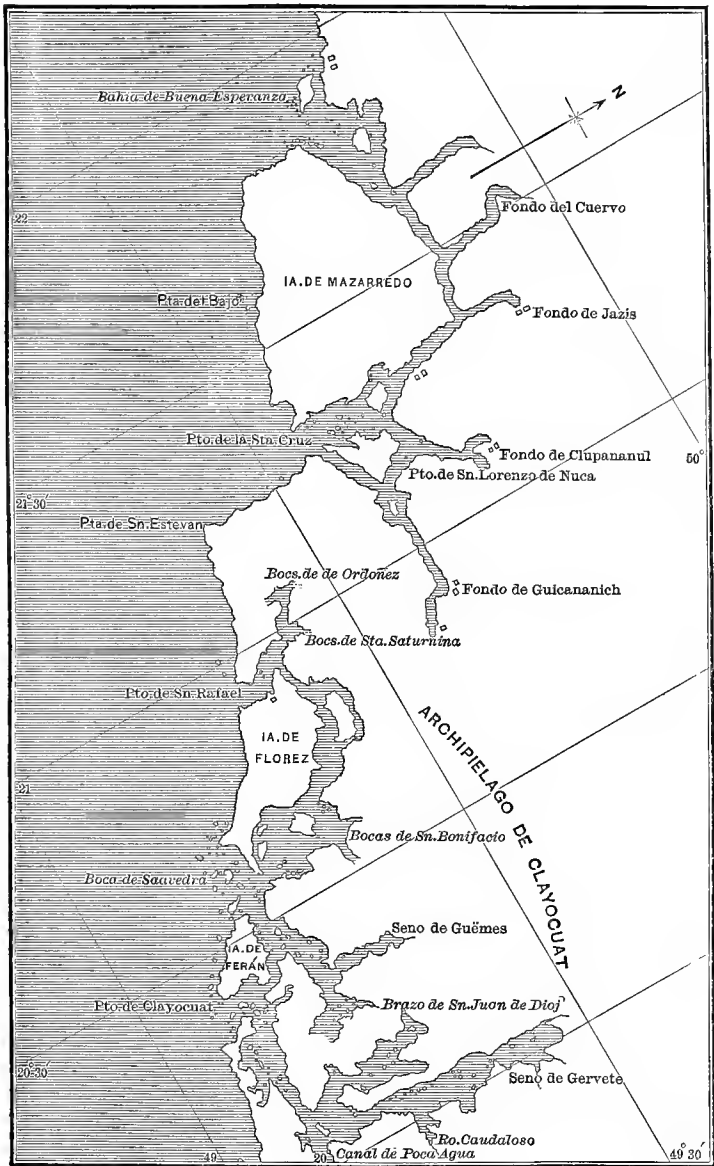 Bahia de Buena Esperanza
N
22
Fondo del Cuervo
IA. DE MAZARREDO
Pta. del Bajo
Fondo de Jazis
Pto. de la Sta. Cruz
Fondo de Clupananul
50°
Pto. de Sn. Lorenzo de Nuca
21°30′
Pta. de Sn. Estevan
Bocs. de de Ordoñez
Fondo de Guicananich
Bocs. de Sta. Saturnina
Pto. de Sn. Rafael
IA. DE
FLOREZ
ARCHIPIELAGO DE CLAYOCUAT
21
Bocas de Sn. Bonifacio
Boca de Saavedra
Seno de Guëmes
IA. DE
FERÁN
Pto. de Clayocuat
Brazo de Sn. Juan de Dioſ
20°30′
Seno de Gervete
Ro. Caudaloso
49
20
Canal de Poca Agua
49°30′